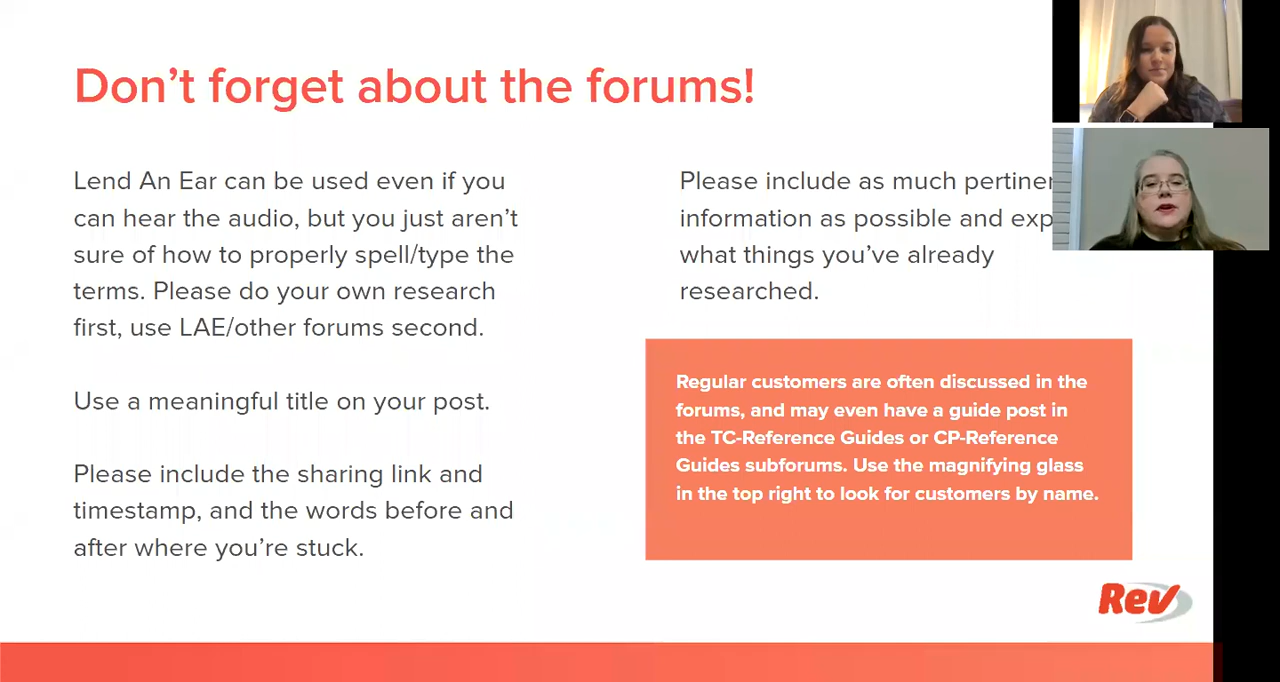 Don’t forget about the forums!
Lend An Ear can be used even if you
can hear the audio, but you just aren’t
sure of how to properly spell/type the
terms. Please do your own research
first, use LAE/other forums second.
Use a meaningful title on your post.
Please include the sharing link and
timestamp, and the words before and
after where you’re stuck.
Please include as much
information as possible and
what things you’ve already
researched.
Regular customers are often discussed in the
forums, and may even have a guide post in
the TC-Reference Guides or CP-Reference
Guides subforums. Use the magnifying glass
in the top right to look for customers by name.
Rev